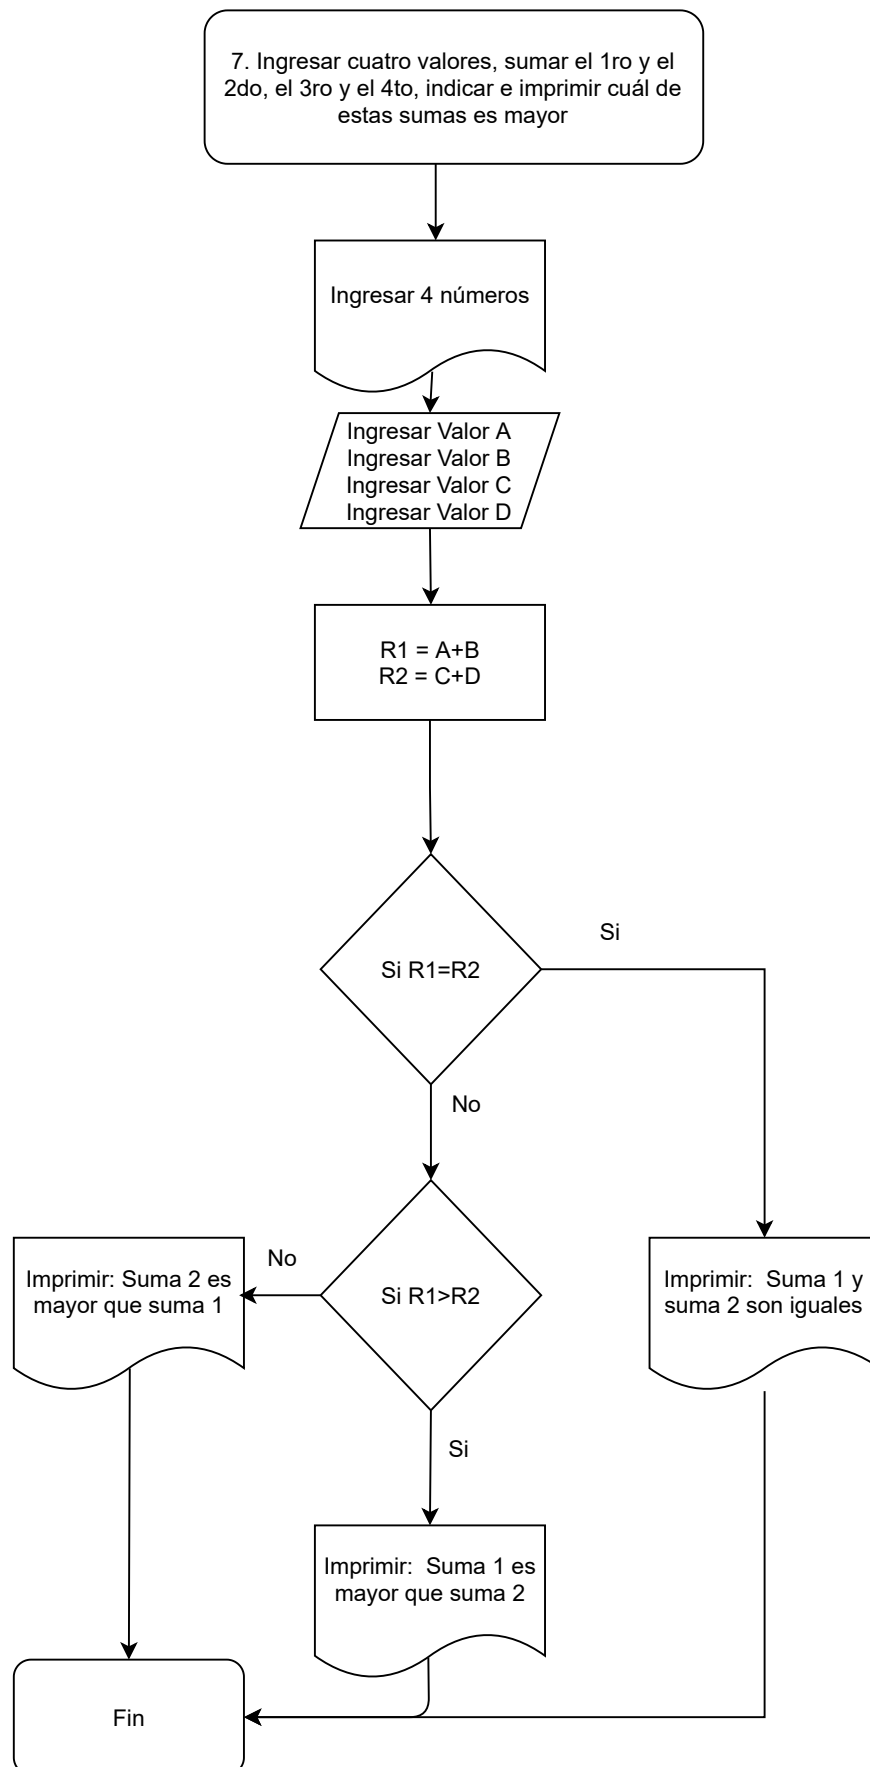 7. Ingresar cuatro valores, sumar el 1ro y el
2do, el 3ro y el 4to, indicar e imprimir cuál de
estas sumas es mayor
Ingresar 4 números
Ingresar Valor A
Ingresar Valor B
Ingresar Valor C
Ingresar Valor D
R1 = A+B
R2 = C+D
Si R1=R2
Si
No
Si R1>R2
No
Imprimir: Suma 2 es
mayor que suma 1
Imprimir: Suma 1 y
suma 2 son iguales
Si
Imprimir: Suma 1 es
mayor que suma 2
Fin